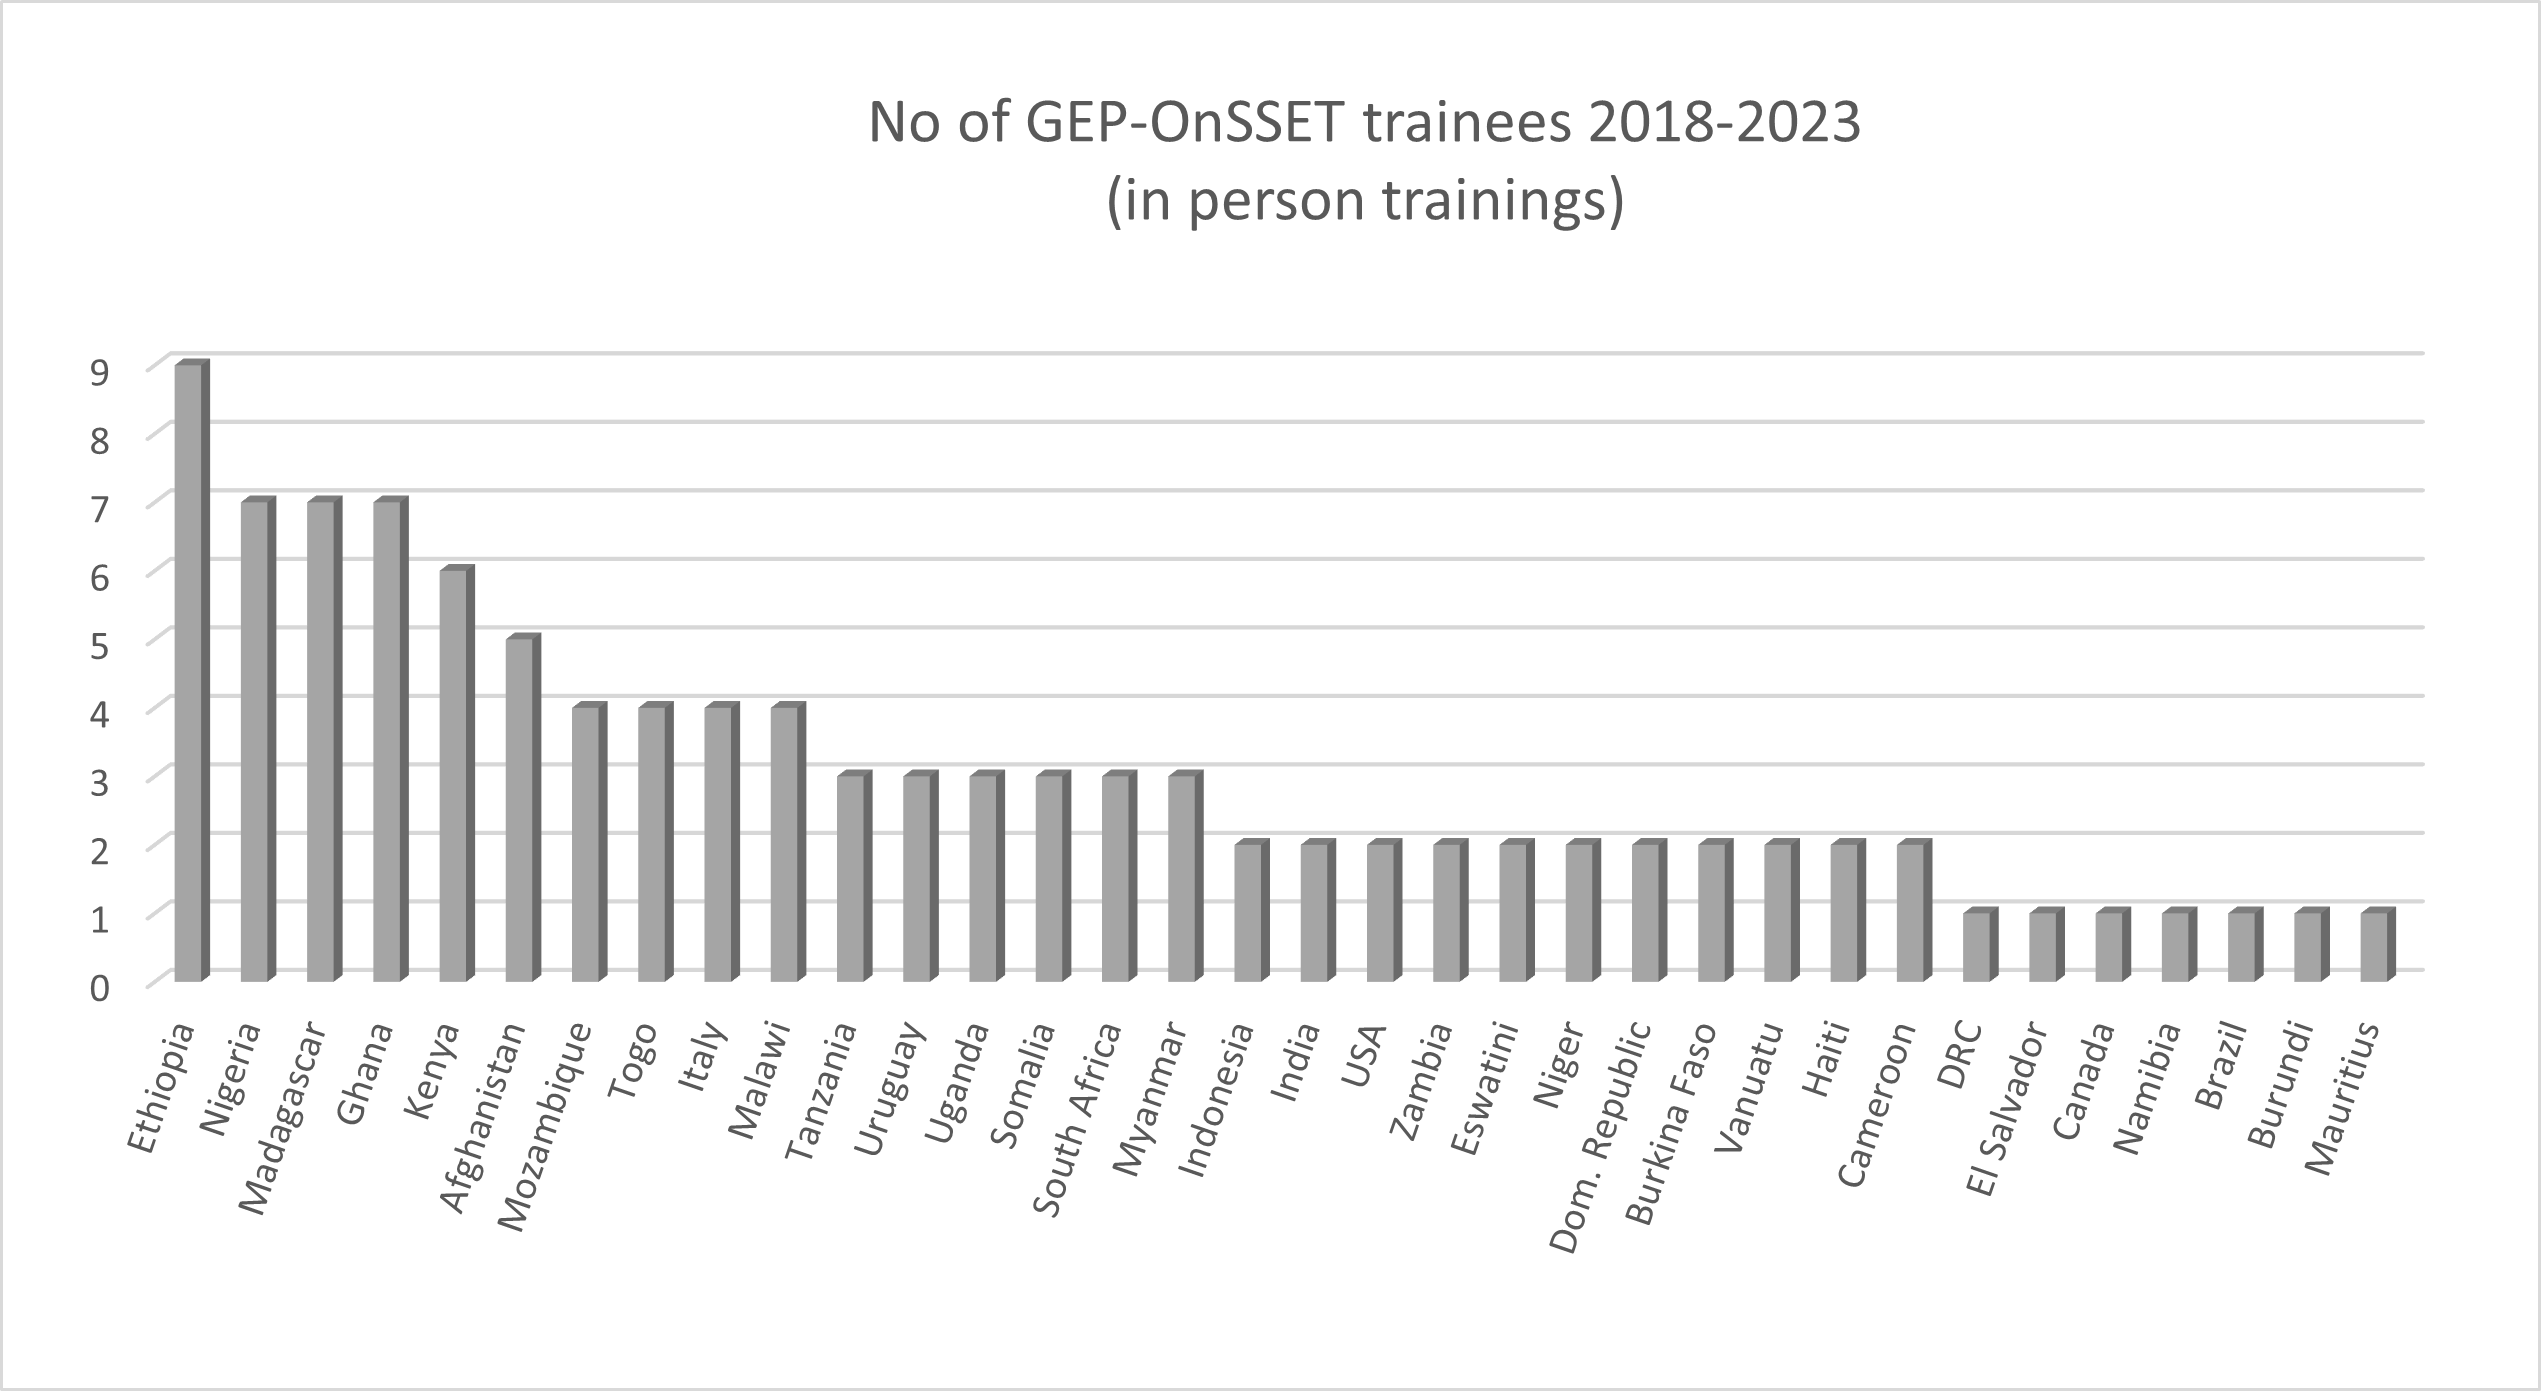 No of GEP-OnSSET trainees 2018-2023
(in person trainings)
9
8
7
6
5
4
3
2
1
0
Ethiopia
Nigeria
Madagascar
Ghana
Kenya
Afghanistan
Mozambique
Togo
Italy
Malawi
Tanzania
Uruguay
Uganda
Somalia
South Africa
Myanmar
Indonesia
India
USA
Zambia
Eswatini
Niger
Dom. Republic
Burkina Faso
Vanuatu
Haiti
Cameroon
DRC
El Salvador
Canada
Namibia
Brazil
Burundi
Mauritius